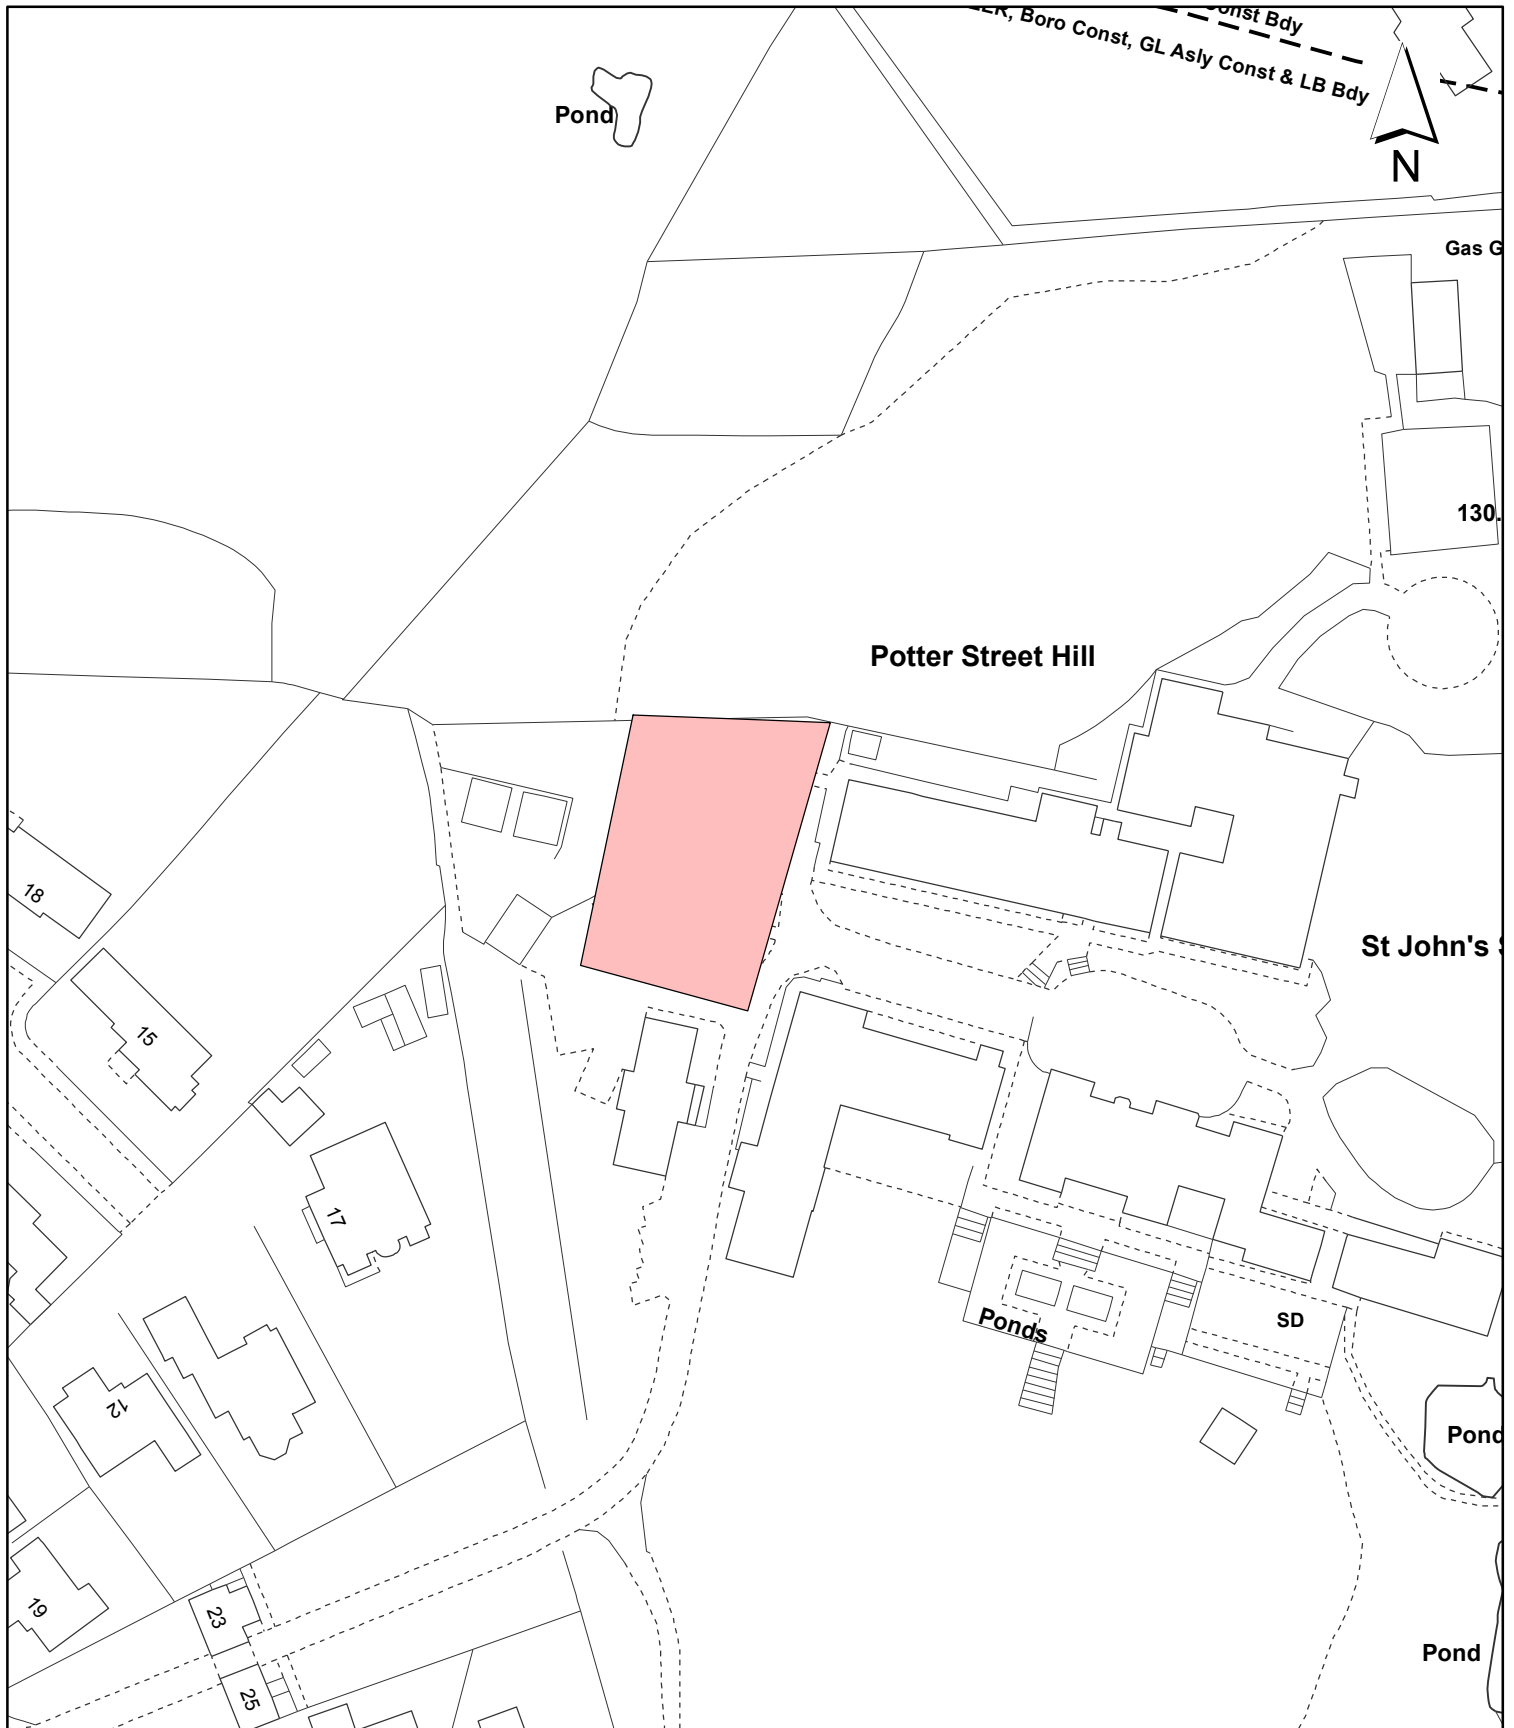 Const Bdy
Boro Const, GL Asly Const & LB Bdy
Pond
N
Gas G
130.
Potter Street Hill
18
St John's
15
17
Ponds
SD
12
Pond
19
23
Pond
25